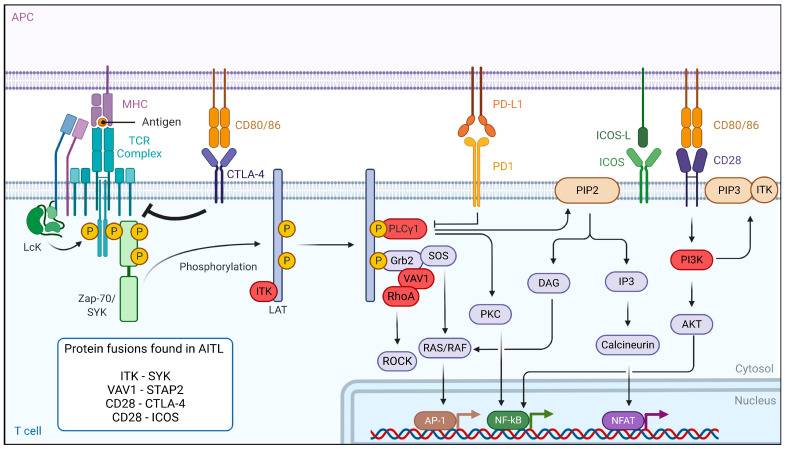 APC
MHC
Antigen
TCR
Complex
CD80/86
CTLA-4
PD-L1
PD1
ICOS-L
ICOS
CD80/86
CD28
PIP2
PIP3
ITK
LcK
P
P
P
P
Zap-70/
SYK
Phosphorylation
P
P
ITK
LAT
P
PLCγ1
P
Grb2
SOS
VAV1
RhoA
ROCK
RAS/RAF
PKC
DAG
IP3
Calcineurin
PI3K
AKT
Cytosol
Nucleus
AP-1
NF-kB
NFAT
Protein fusions found in AITL
ITK - SYK
VAV1 - STAP2
CD28 - CTLA-4
CD28 - ICOS
T cell